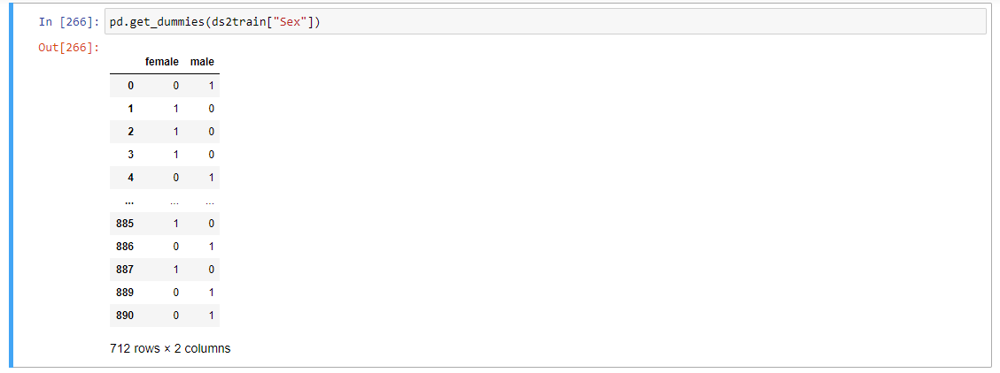 In [266]: pd.get_dummies(ds2train["Sex"])
Out[266]:
female male
0 0 1
1 1 0
2 1 0
3 1 0
4 0 1
... ... ...
885 1 0
886 0 1
887 1 0
889 0 1
890 0 1
712 rows × 2 columns